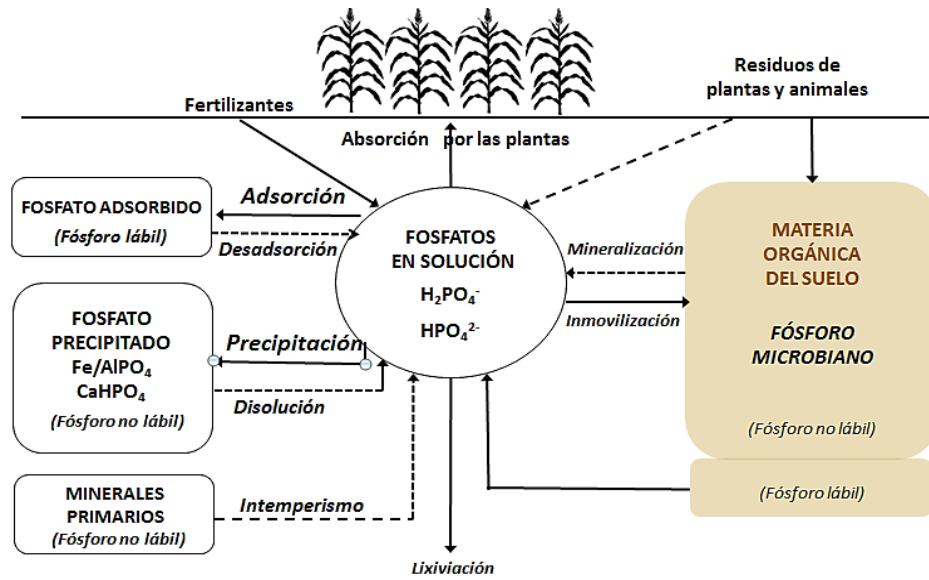 Residuos de
plantas y animales
Fertilizantes
Absorción por las plantas
Adsorción
FOSFATO ADSORBIDO
(Fósforo lábil)
Desadsorción
FOSFATOS
EN SOLUCIÓN
H₂PO₄⁻
HPO₄²⁻
Mineralización
Inmovilización
MATERIA
ORGÁNICA
DEL SUELO
FÓSFORO
MICROBIANO
(Fósforo no lábil)
(Fósforo lábil)
FOSFATO
PRECIPITADO
Fe/AlPO₄
CaHPO₄
(Fósforo no lábil)
Precipitación
Disolución
MINERALES
PRIMARIOS
(Fósforo no lábil)
Intemperismo
Lixiviación